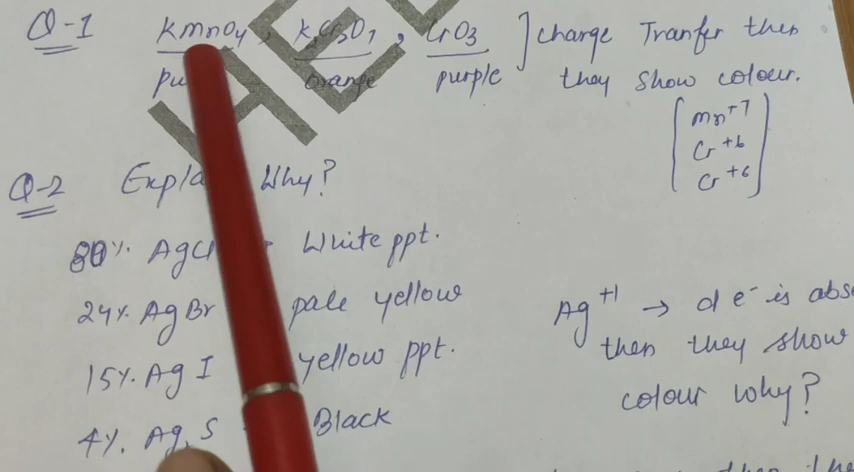 Q-1 KMnO4, K2Cr2O7, CrO3 ] charge Tranfer then
orange purple they show colour.
[ Mn+7
Cr+6
Cr+6 ]
Q-2 Expla Why?
80%. AgCl White ppt.
24%. AgBr pale yellow
15%. AgI yellow ppt.
4%. Ag2S Black
Ag+1 → d e- is abs
then they show
colour why?